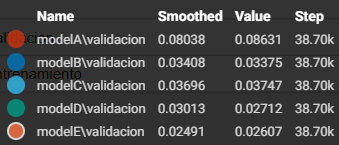 Name Smoothed Value Step
modelA\validacion 0.08038 0.08631 38.70k
modelB\validacion 0.03408 0.03375 38.70k
modelC\validacion 0.03696 0.03747 38.70k
modelD\validacion 0.03013 0.02712 38.70k
modelE\validacion 0.02491 0.02607 38.70k